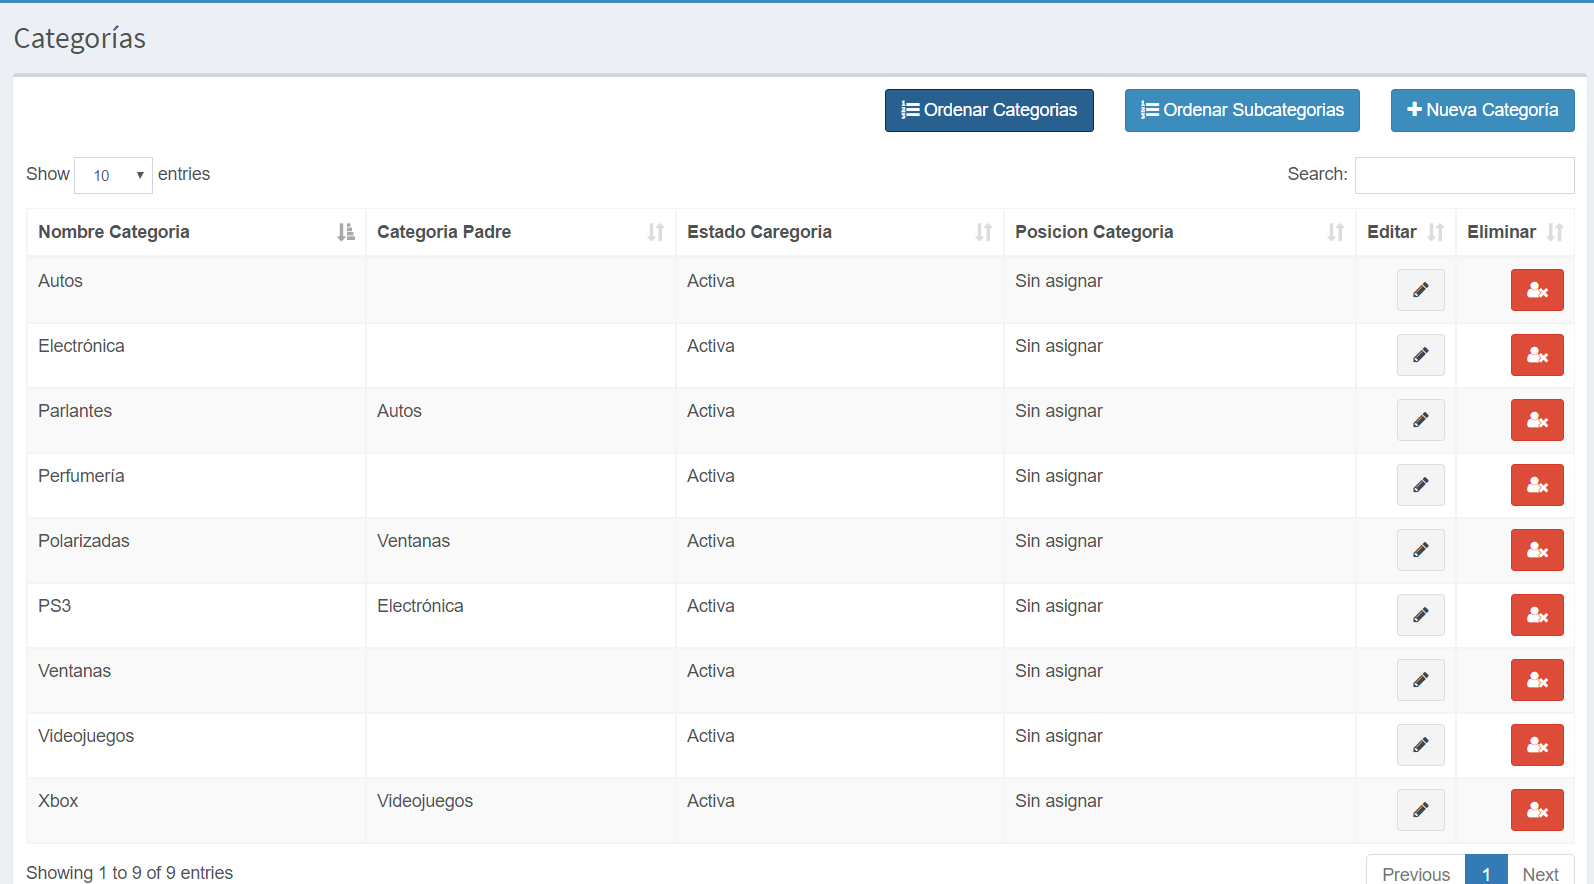 Categorías
Ordenar Categorias Ordenar Subcategorias Nueva Categoría
Show 10 entries Search:
Nombre Categoria Categoria Padre Estado Caregoria Posicion Categoria Editar Eliminar
Autos Activa Sin asignar
Electrónica Activa Sin asignar
Parlantes Autos Activa Sin asignar
Perfumería Activa Sin asignar
Polarizadas Ventanas Activa Sin asignar
PS3 Electrónica Activa Sin asignar
Ventanas Activa Sin asignar
Videojuegos Activa Sin asignar
Xbox Videojuegos Activa Sin asignar
Showing 1 to 9 of 9 entries Previous 1 Next